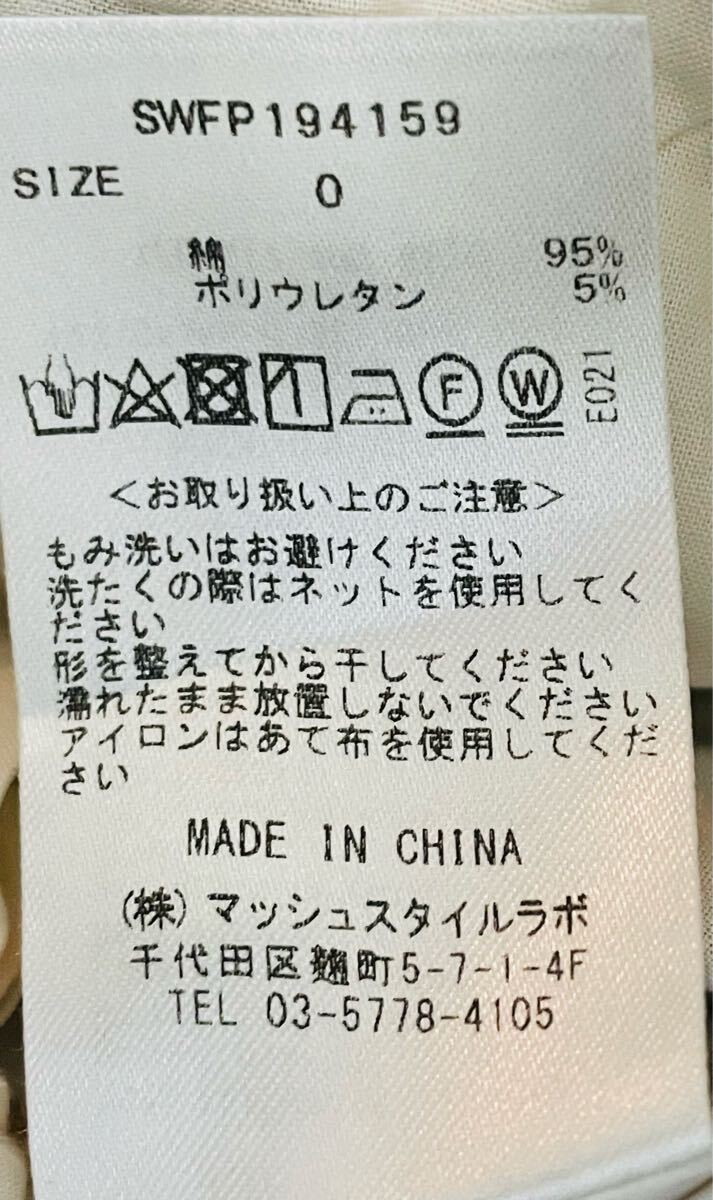 SWFP194159
SIZE 0
綿 95%
ポリウレタン 5%
F W E021
<お取り扱い上のご注意>
もみ洗いはお避けください
洗たくの際はネットを使用してく
ださい
形を整えてから干してください
濡れたまま放置しないでください
アイロンはあて布を使用してくだ
さい
MADE IN CHINA
(株)マッシュスタイルラボ
千代田区麹町5-7-1-4F
TEL 03-5778-4105